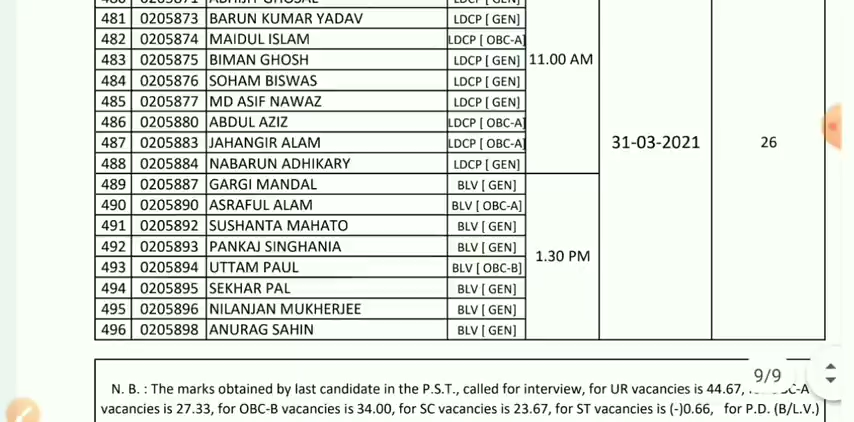 481 0205873 BARUN KUMAR YADAV LDCP [ GEN]
482 0205874 MAIDUL ISLAM LDCP [ OBC-A]
483 0205875 BIMAN GHOSH LDCP [ GEN] 11.00 AM
484 0205876 SOHAM BISWAS LDCP [ GEN]
485 0205877 MD ASIF NAWAZ LDCP [ GEN]
486 0205880 ABDUL AZIZ LDCP [ OBC-A]
487 0205883 JAHANGIR ALAM LDCP [ OBC-A] 31-03-2021 26
488 0205884 NABARUN ADHIKARY LDCP [ GEN]
489 0205887 GARGI MANDAL BLV [ GEN]
490 0205890 ASRAFUL ALAM BLV [ OBC-A]
491 0205892 SUSHANTA MAHATO BLV [ GEN]
492 0205893 PANKAJ SINGHANIA BLV [ GEN] 1.30 PM
493 0205894 UTTAM PAUL BLV [ OBC-B]
494 0205895 SEKHAR PAL BLV [ GEN]
495 0205896 NILANJAN MUKHERJEE BLV [ GEN]
496 0205898 ANURAG SAHIN BLV [ GEN]
9/9
N. B. : The marks obtained by last candidate in the P.S.T., called for interview, for UR vacancies is 44.67,
vacancies is 27.33, for OBC-B vacancies is 34.00, for SC vacancies is 23.67, for ST vacancies is (-)0.66, for P.D. (B/L.V.)